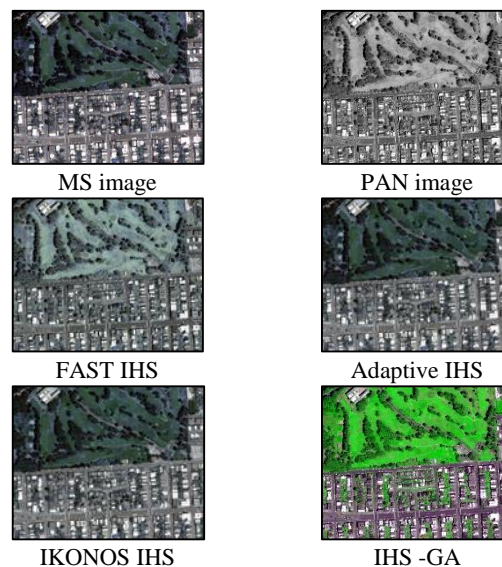 MS image
PAN image
FAST IHS
Adaptive IHS
IKONOS IHS
IHS -GA